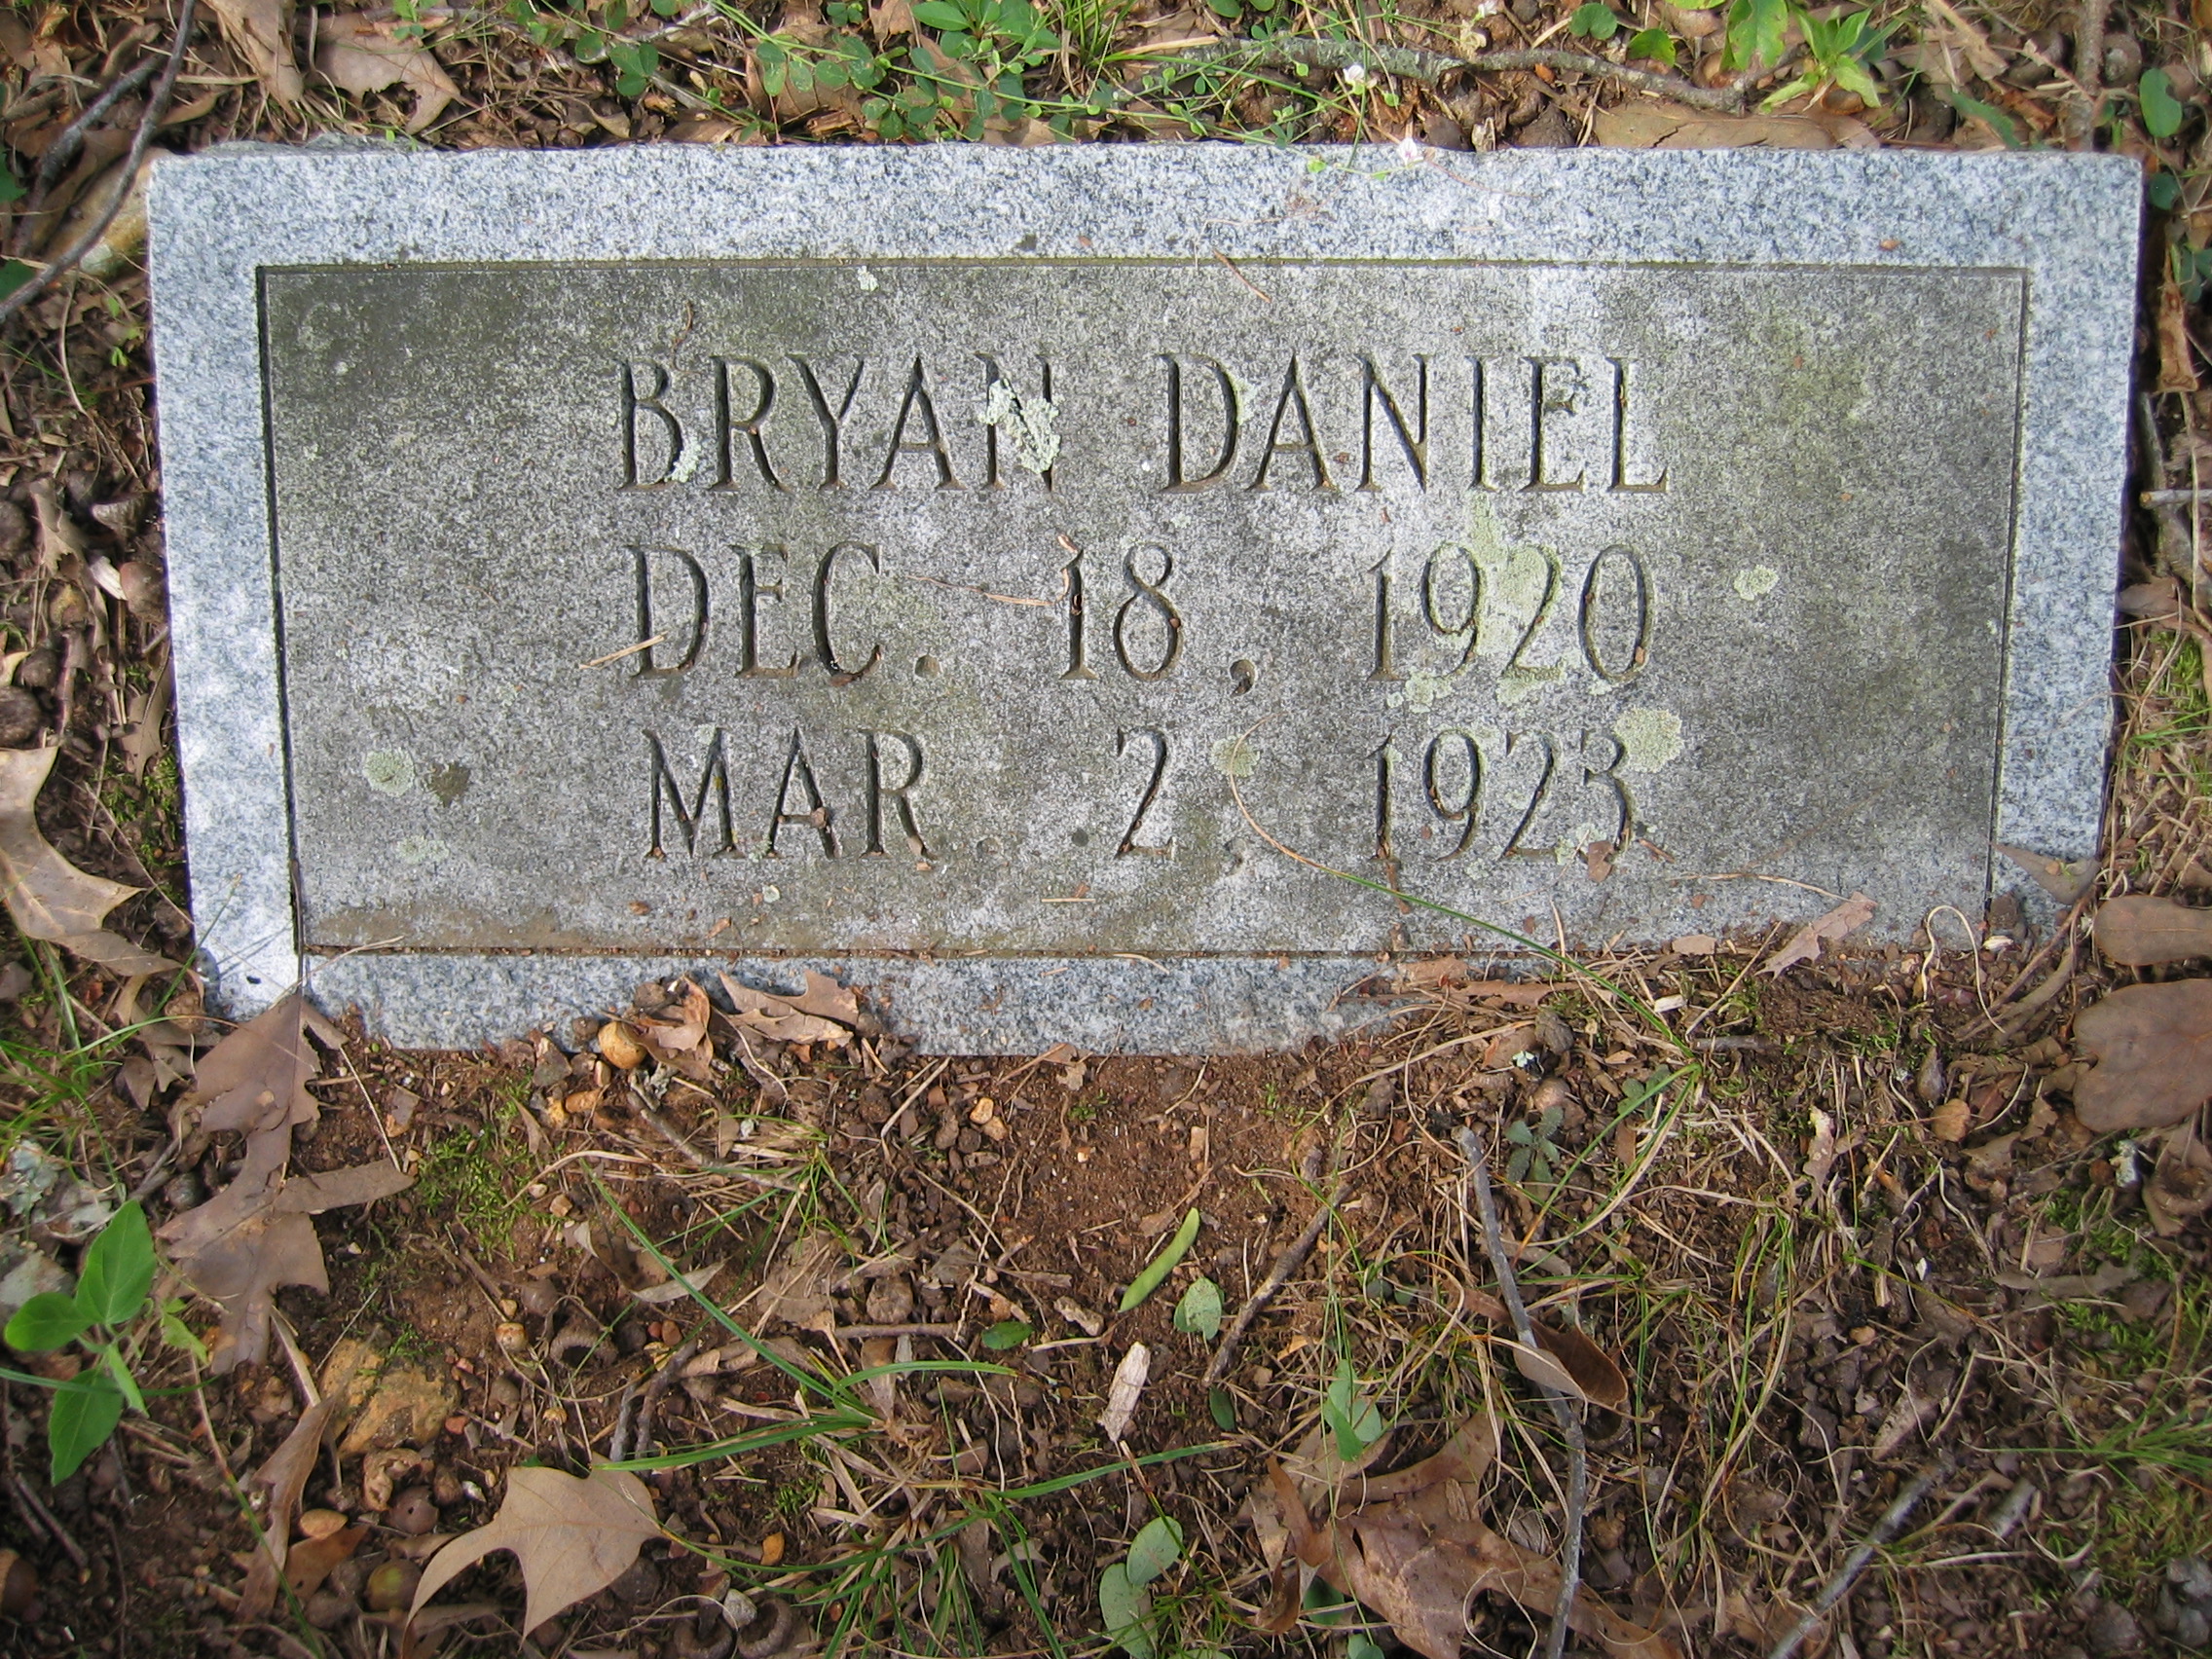 BRYAN DANIEL
DEC. 18, 1920
MAR. 2, 1923